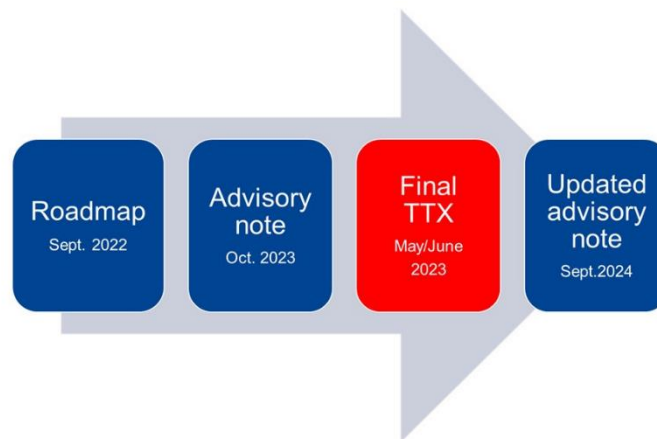 Roadmap
Sept. 2022
Advisory
note
Oct. 2023
Final
TTX
May/June
2023
Updated
advisory
note
Sept.2024